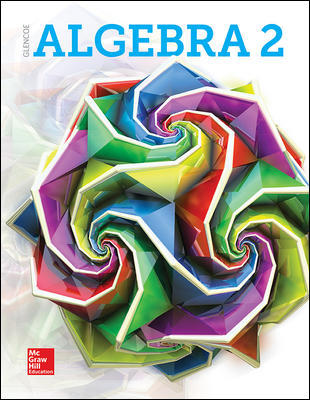 GLENCOE
ALGEBRA 2
Mc
Graw
Hill
Education